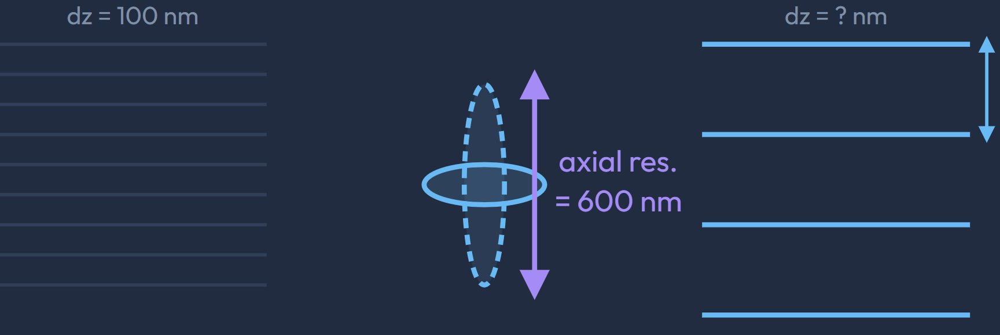 dz = 100 nm
dz = ? nm
axial res.
= 600 nm